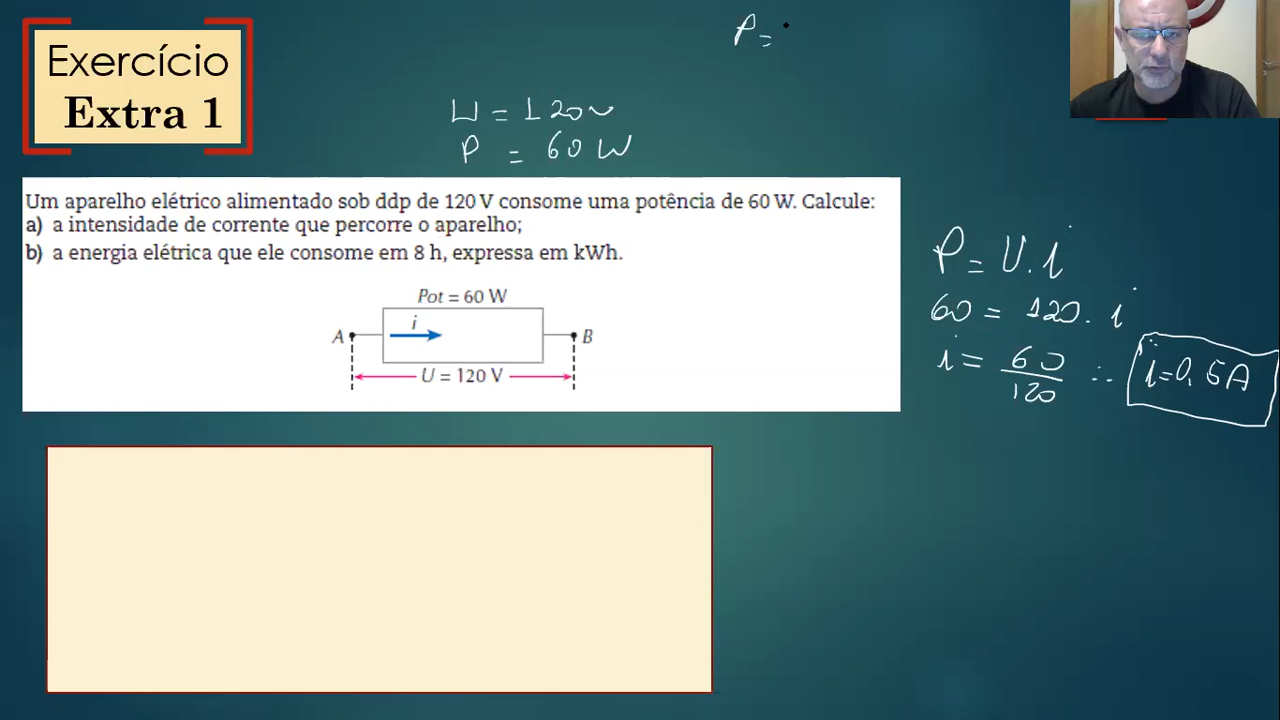 Exercício
Extra 1
P =
U = 120v
P = 60 W
Um aparelho elétrico alimentado sob ddp de 120 V consome uma potência de 60 W. Calcule:
a) a intensidade de corrente que percorre o aparelho;
b) a energia elétrica que ele consome em 8 h, expressa em kWh.
Pot = 60 W
i
A
B
U = 120 V
P = U.i
60 = 120. i
i = 60/120 ∴ i=0,5A